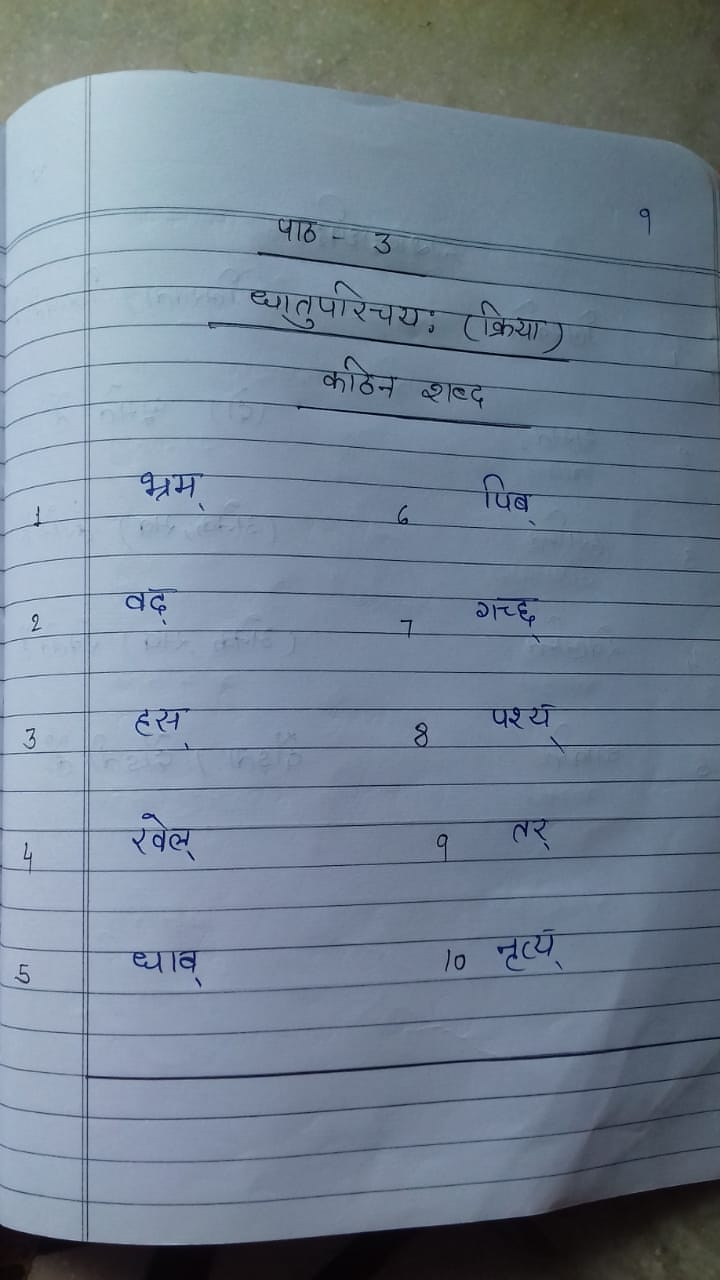 १
पाठ - 3
धातुपरिचयः (क्रिया)
कठिन शब्द
1 भ्रम् 6 पिब्
2 वद् 7 गच्छ्
3 हस् 8 पश्य्
4 खेल् 9 तर्
5 धाव् 10 नृत्य्